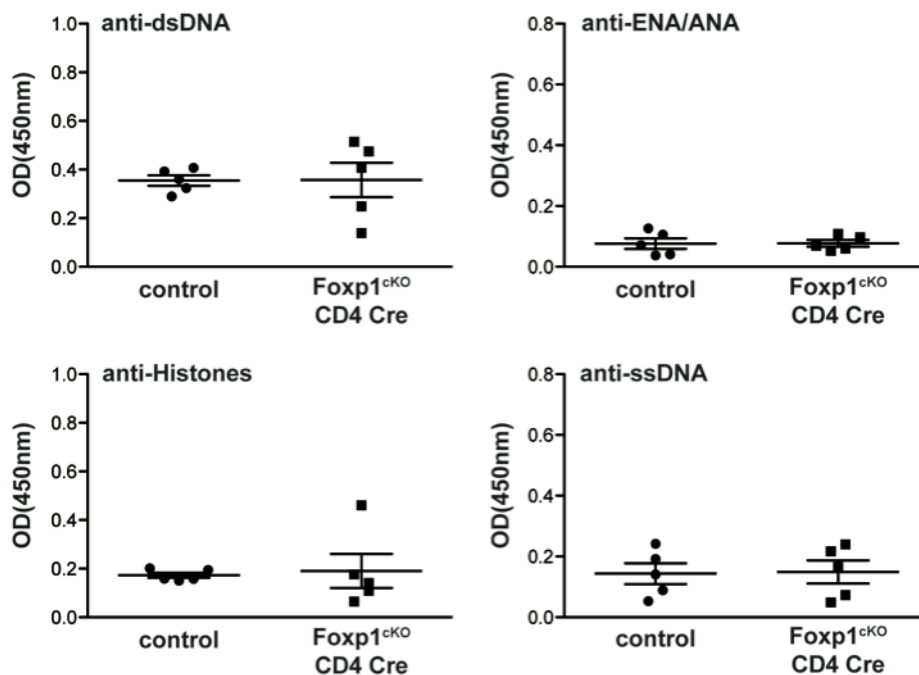 anti-dsDNA
OD(450nm)
1.0
0.8
0.6
0.4
0.2
0.0
control
Foxp1cKO
CD4 Cre
anti-ENA/ANA
OD(450nm)
0.8
0.6
0.4
0.2
0.0
control
Foxp1cKO
CD4 Cre
anti-Histones
OD(450nm)
1.0
0.8
0.6
0.4
0.2
0.0
control
Foxp1cKO
CD4 Cre
anti-ssDNA
OD(450nm)
0.8
0.6
0.4
0.2
0.0
control
Foxp1cKO
CD4 Cre